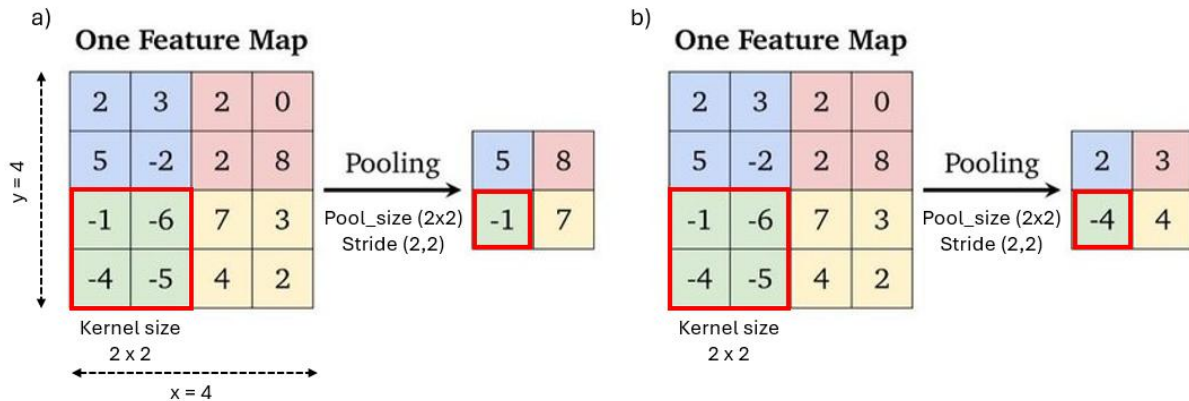 a)
One Feature Map
y = 4
2 3 2 0
5 -2 2 8
-1 -6 7 3
-4 -5 4 2
Kernel size
2 x 2
x = 4
Pooling
Pool_size (2x2)
Stride (2,2)
5 8
-1 7
b)
One Feature Map
2 3 2 0
5 -2 2 8
-1 -6 7 3
-4 -5 4 2
Kernel size
2 x 2
Pooling
Pool_size (2x2)
Stride (2,2)
2 3
-4 4